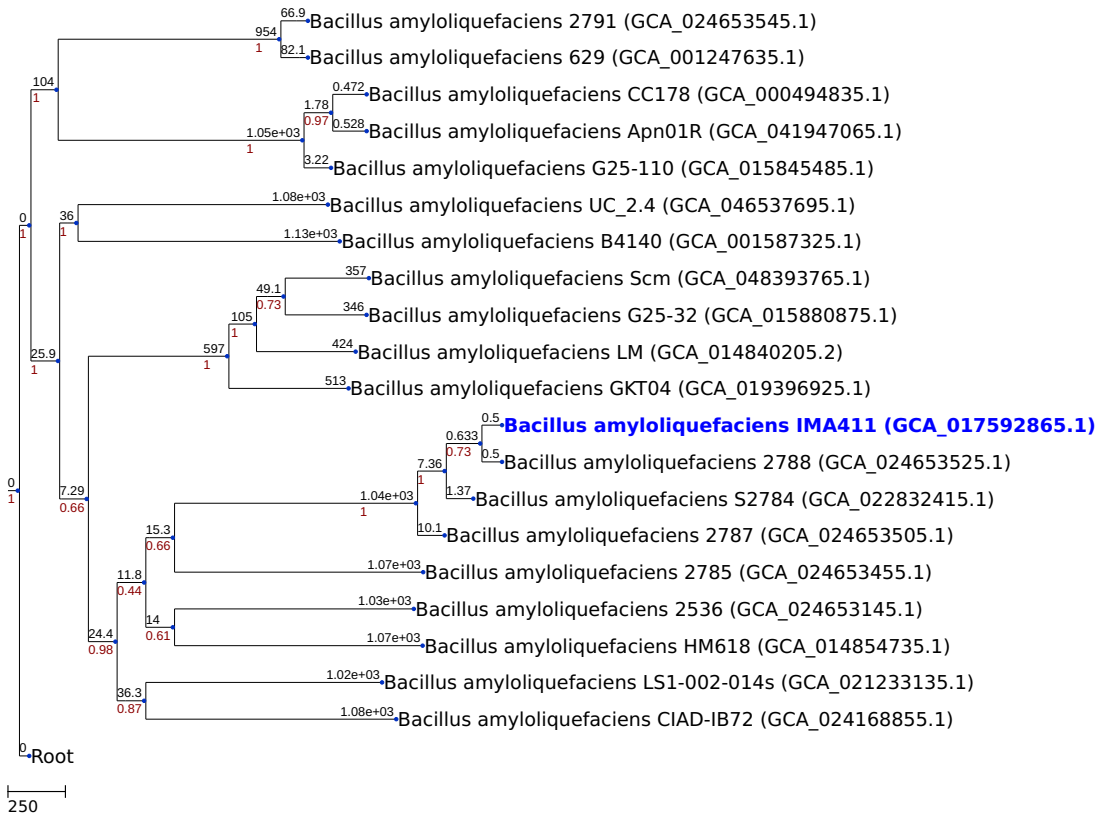 66.9
Bacillus amyloliquefaciens 2791 (GCA_024653545.1)
954
1
82.1
Bacillus amyloliquefaciens 629 (GCA_001247635.1)
104
1
0.472
Bacillus amyloliquefaciens CC178 (GCA_000494835.1)
1.78
0.97
0.528
Bacillus amyloliquefaciens Apn01R (GCA_041947065.1)
1.05e+03
1
3.22
Bacillus amyloliquefaciens G25-110 (GCA_015845485.1)
0
1
1.08e+03
Bacillus amyloliquefaciens UC_2.4 (GCA_046537695.1)
36
1
1.13e+03
Bacillus amyloliquefaciens B4140 (GCA_001587325.1)
357
Bacillus amyloliquefaciens Scm (GCA_048393765.1)
49.1
0.73
346
Bacillus amyloliquefaciens G25-32 (GCA_015880875.1)
105
1
424
Bacillus amyloliquefaciens LM (GCA_014840205.2)
597
1
25.9
1
513
Bacillus amyloliquefaciens GKT04 (GCA_019396925.1)
0.5
Bacillus amyloliquefaciens IMA411 (GCA_017592865.1)
0.633
0.73
0.5
Bacillus amyloliquefaciens 2788 (GCA_024653525.1)
7.36
1
1.37
Bacillus amyloliquefaciens S2784 (GCA_022832415.1)
0
1
7.29
0.66
1.04e+03
1
10.1
Bacillus amyloliquefaciens 2787 (GCA_024653505.1)
15.3
0.66
1.07e+03
Bacillus amyloliquefaciens 2785 (GCA_024653455.1)
11.8
0.44
1.03e+03
Bacillus amyloliquefaciens 2536 (GCA_024653145.1)
14
0.61
1.07e+03
Bacillus amyloliquefaciens HM618 (GCA_014854735.1)
24.4
0.98
1.02e+03
Bacillus amyloliquefaciens LS1-002-014s (GCA_021233135.1)
36.3
0.87
1.08e+03
Bacillus amyloliquefaciens CIAD-IB72 (GCA_024168855.1)
0
Root
250